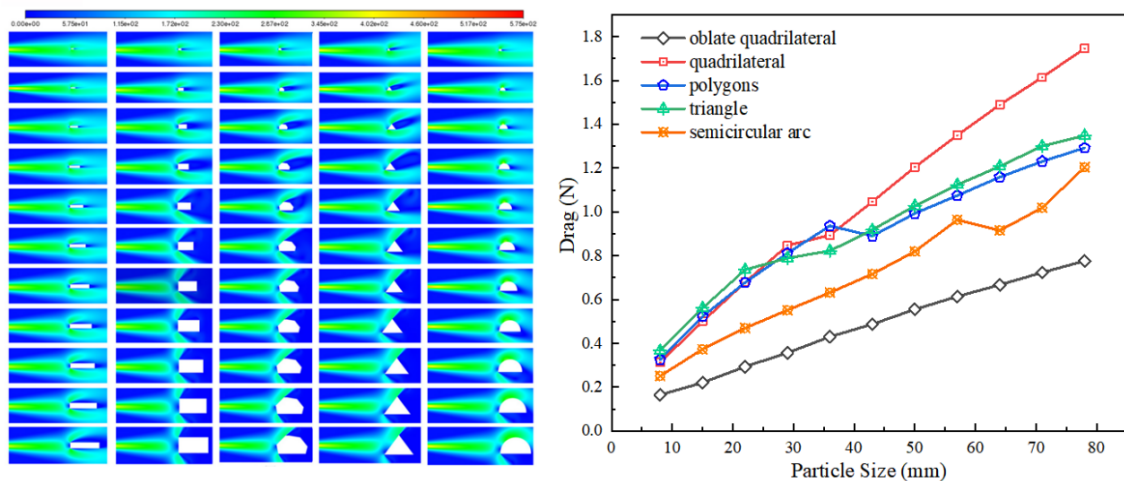 0.00e+00 5.75e+01 1.15e+02 1.72e+02 2.30e+02 2.87e+02 3.45e+02 4.02e+02 4.60e+02 5.17e+02 5.75e+02
oblate quadrilateral
quadrilateral
polygons
triangle
semicircular arc
1.8
1.6
1.4
1.2
1.0
0.8
0.6
0.4
0.2
0.0
Drag (N)
10 20 30 40 50 60 70 80
Particle Size (mm)